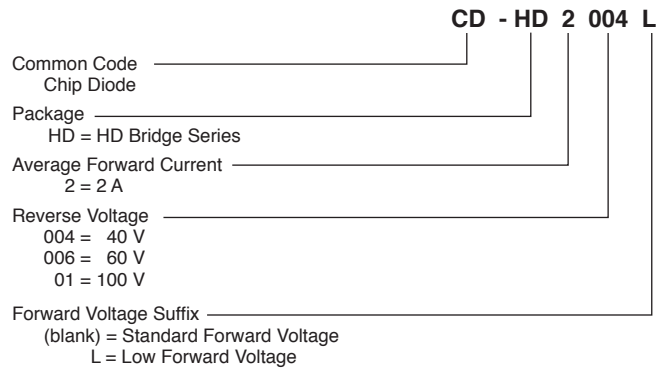 CD - HD 2 004 L
Common Code
Chip Diode
Package
HD = HD Bridge Series
Average Forward Current
2 = 2 A
Reverse Voltage
004 = 40 V
006 = 60 V
01 = 100 V
Forward Voltage Suffix
(blank) = Standard Forward Voltage
L = Low Forward Voltage